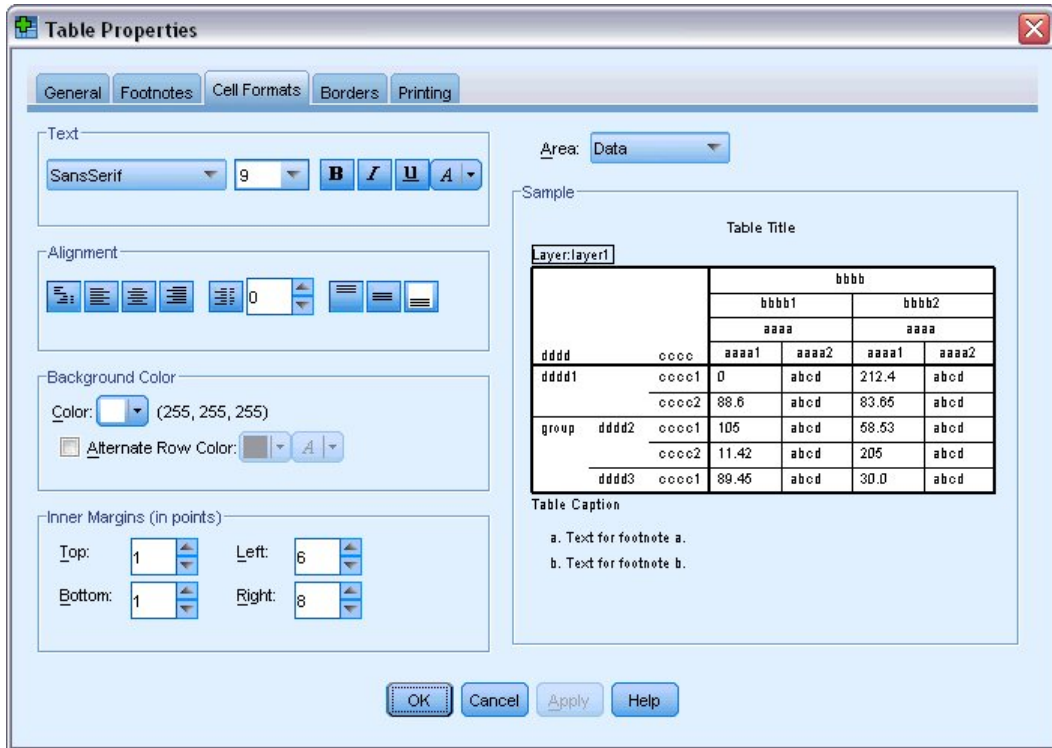 Table Properties
General Footnotes Cell Formats Borders Printing
Text
SansSerif 9 B I U A
Alignment
0
Background Color
Color: (255, 255, 255)
Alternate Row Color: A
Inner Margins (in points)
Top: 1 Left: 6
Bottom: 1 Right: 8
Area: Data
Sample
Table Title
Layer:layer1
bbbb
bbbb1 bbbb2
aaaa aaaa
dddd cccc aaaa1 aaaa2 aaaa1 aaaa2
dddd1 cccc1 0 abcd 212.4 abcd
cccc2 88.6 abcd 83.65 abcd
group dddd2 cccc1 105 abcd 58.53 abcd
cccc2 11.42 abcd 205 abcd
dddd3 cccc1 89.45 abcd 30.0 abcd
Table Caption
a. Text for footnote a.
b. Text for footnote b.
OK Cancel Apply Help